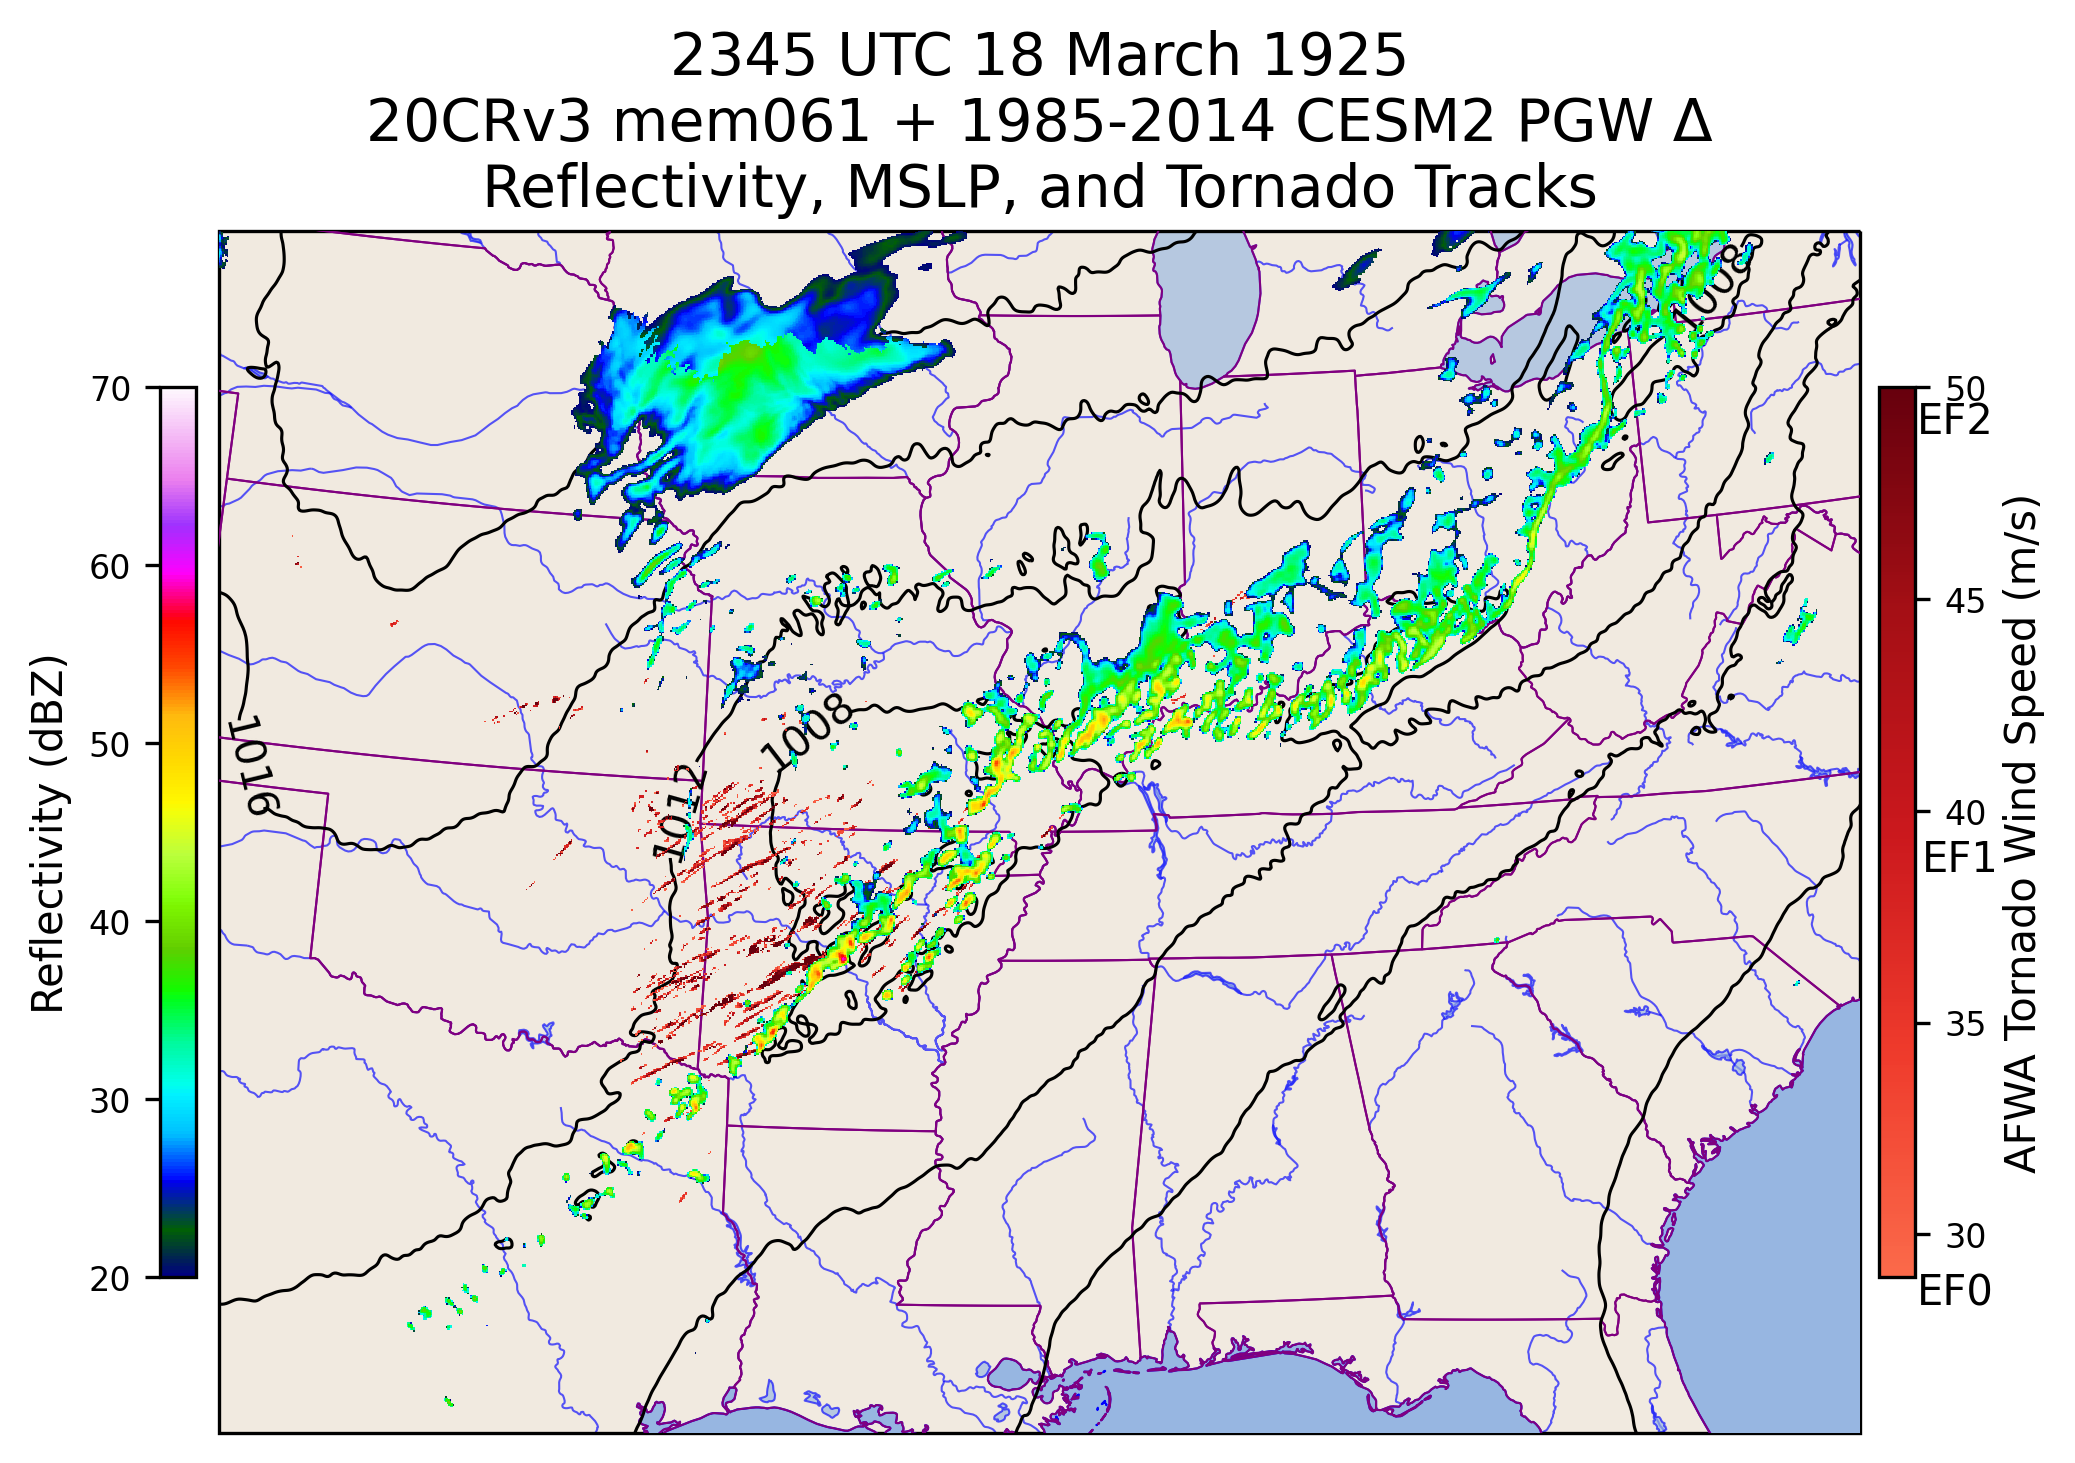 2345 UTC 18 March 1925
20CRv3 mem061 + 1985-2014 CESM2 PGW Δ
Reflectivity, MSLP, and Tornado Tracks
70
60
50
40
30
20
Reflectivity (dBZ)
1008
1008
1012
1016
50
EF2
45
40
EF1
35
30
EF0
AFWA Tornado Wind Speed (m/s)